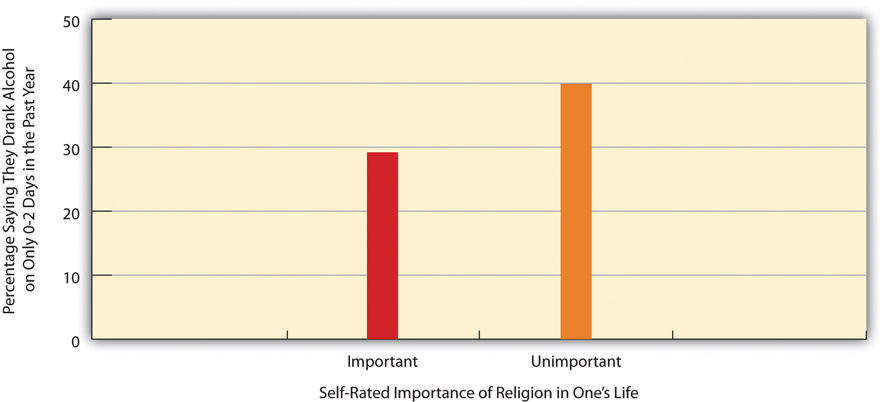 Percentage Saying They Drank Alcohol
on Only 0-2 Days in the Past Year
50
40
30
20
10
0
Important
Unimportant
Self-Rated Importance of Religion in One’s Life